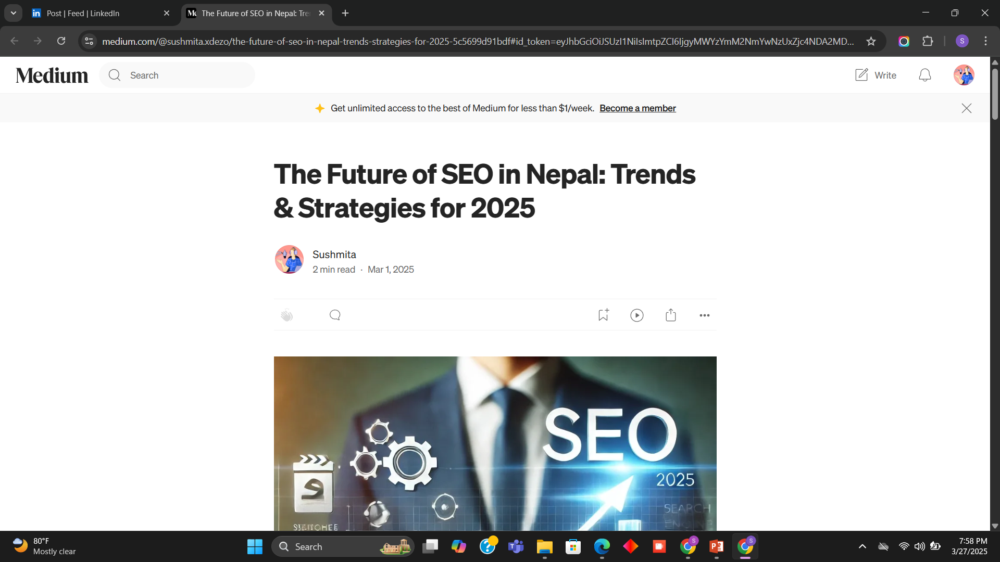 Post | Feed | LinkedIn
The Future of SEO in Nepal: Tre
medium.com/@sushmita.xdezo/the-future-of-seo-in-nepal-trends-strategies-for-2025-5c5699d91bdf#id_token=eyJhbGciOiJSUzI1NiIsImtpZCI6IjgyMWYzYmM2NmYwNzUxZjc4NDA2MD...
S
Medium
Search
Write
Get unlimited access to the best of Medium for less than $1/week. Become a member
The Future of SEO in Nepal: Trends
& Strategies for 2025
Sushmita
2 min read · Mar 1, 2025
SEO
2025
SEARCH
80°F
Mostly clear
Search
7:58 PM
3/27/2025